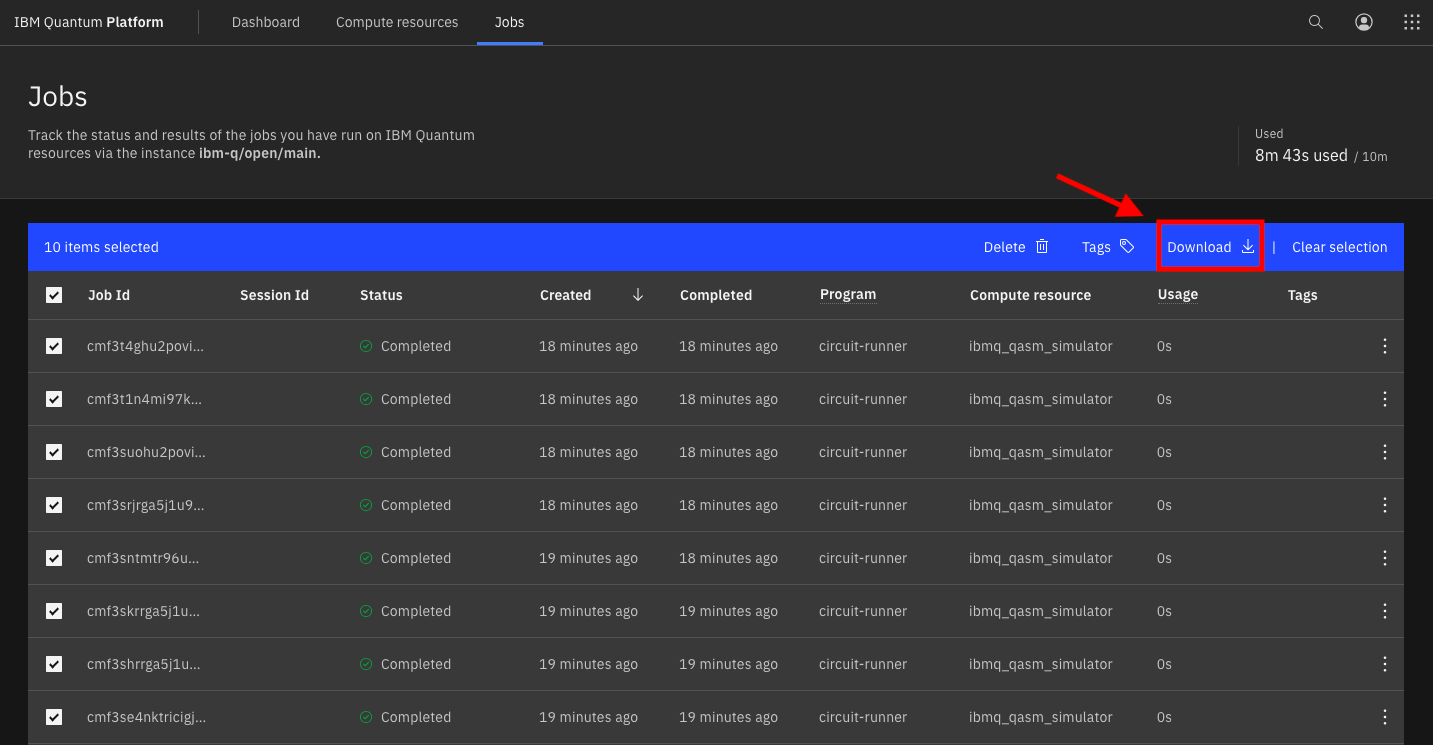 IBM Quantum Platform Dashboard Compute resources Jobs
Jobs
Track the status and results of the jobs you have run on IBM Quantum
resources via the instance ibm-q/open/main.
Used
8m 43s used / 10m
10 items selected Delete Tags Download | Clear selection
Job Id Session Id Status Created Completed Program Compute resource Usage Tags
cmf3t4ghu2povi... Completed 18 minutes ago 18 minutes ago circuit-runner ibmq_qasm_simulator 0s
cmf3t1n4mi97k... Completed 18 minutes ago 18 minutes ago circuit-runner ibmq_qasm_simulator 0s
cmf3suohu2povi... Completed 18 minutes ago 18 minutes ago circuit-runner ibmq_qasm_simulator 0s
cmf3srjrga5j1u9... Completed 18 minutes ago 18 minutes ago circuit-runner ibmq_qasm_simulator 0s
cmf3sntmtr96u... Completed 19 minutes ago 18 minutes ago circuit-runner ibmq_qasm_simulator 0s
cmf3skrrga5j1u... Completed 19 minutes ago 19 minutes ago circuit-runner ibmq_qasm_simulator 0s
cmf3shrrga5j1u... Completed 19 minutes ago 19 minutes ago circuit-runner ibmq_qasm_simulator 0s
cmf3se4nktricigj... Completed 19 minutes ago 19 minutes ago circuit-runner ibmq_qasm_simulator 0s